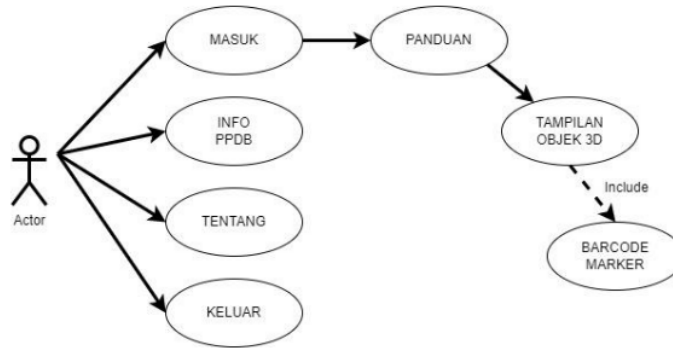 MASUK
PANDUAN
INFO
PPDB
TAMPILAN
OBJEK 3D
Actor
Include
TENTANG
BARCODE
MARKER
KELUAR